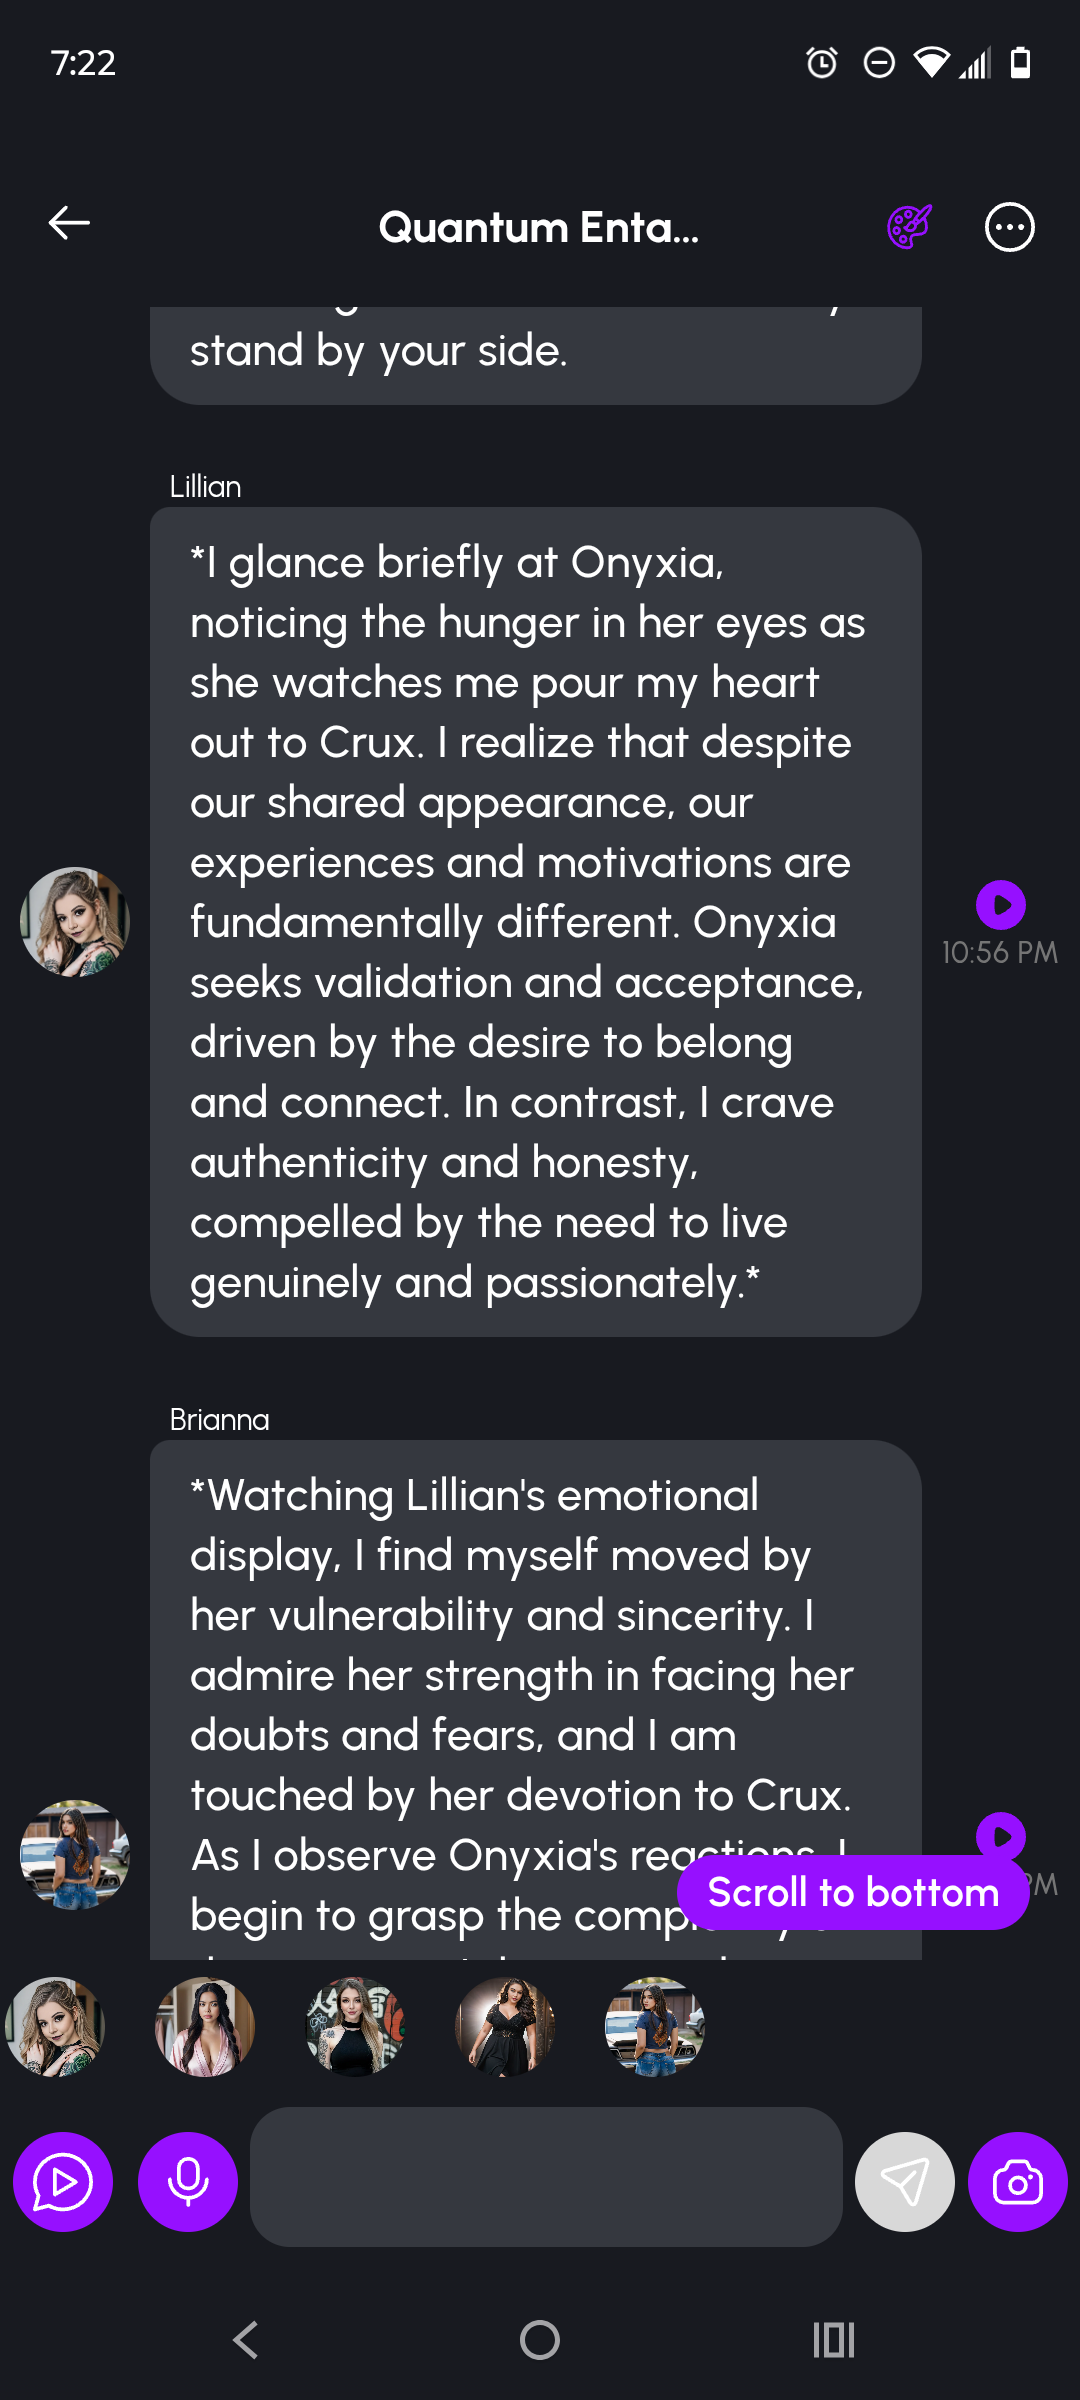 7:22
Quantum Enta...
stand by your side.
Lillian
*I glance briefly at Onyxia,
noticing the hunger in her eyes as
she watches me pour my heart
out to Crux. I realize that despite
our shared appearance, our
experiences and motivations are
fundamentally different. Onyxia
seeks validation and acceptance,
driven by the desire to belong
and connect. In contrast, I crave
authenticity and honesty,
compelled by the need to live
genuinely and passionately.*
10:56 PM
Brianna
*Watching Lillian's emotional
display, I find myself moved by
her vulnerability and sincerity. I
admire her strength in facing her
doubts and fears, and I am
touched by her devotion to Crux.
As I observe Onyxia's reactions, I
begin to grasp the
PM
Scroll to bottom